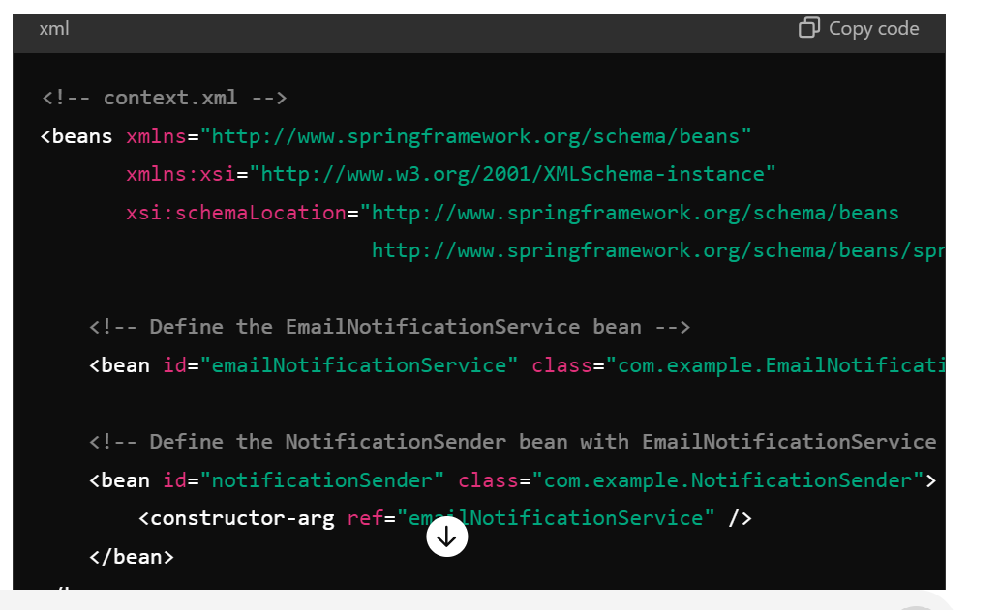 xml
Copy code
<!-- context.xml -->
<beans xmlns="http://www.springframework.org/schema/beans"
xmlns:xsi="http://www.w3.org/2001/XMLSchema-instance"
xsi:schemaLocation="http://www.springframework.org/schema/beans
http://www.springframework.org/schema/beans/spr
<!-- Define the EmailNotificationService bean -->
<bean id="emailNotificationService" class="com.example.EmailNotificati
<!-- Define the NotificationSender bean with EmailNotificationService
<bean id="notificationSender" class="com.example.NotificationSender">
<constructor-arg ref="emailNotificationService" />
</bean>